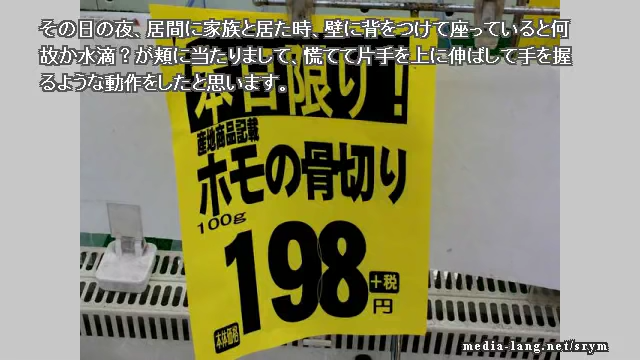 その日の夜、居間に家族と居た時、壁に背をつけて座っていると何
故か水滴？が頬に当たりまして、慌てて片手を上に伸ばして手を握
るような動作をしたと思います。
本日限り！
産地商品記載
ホモの骨切り
100g
198
+税
円
本体価格
media-lang.net/srym